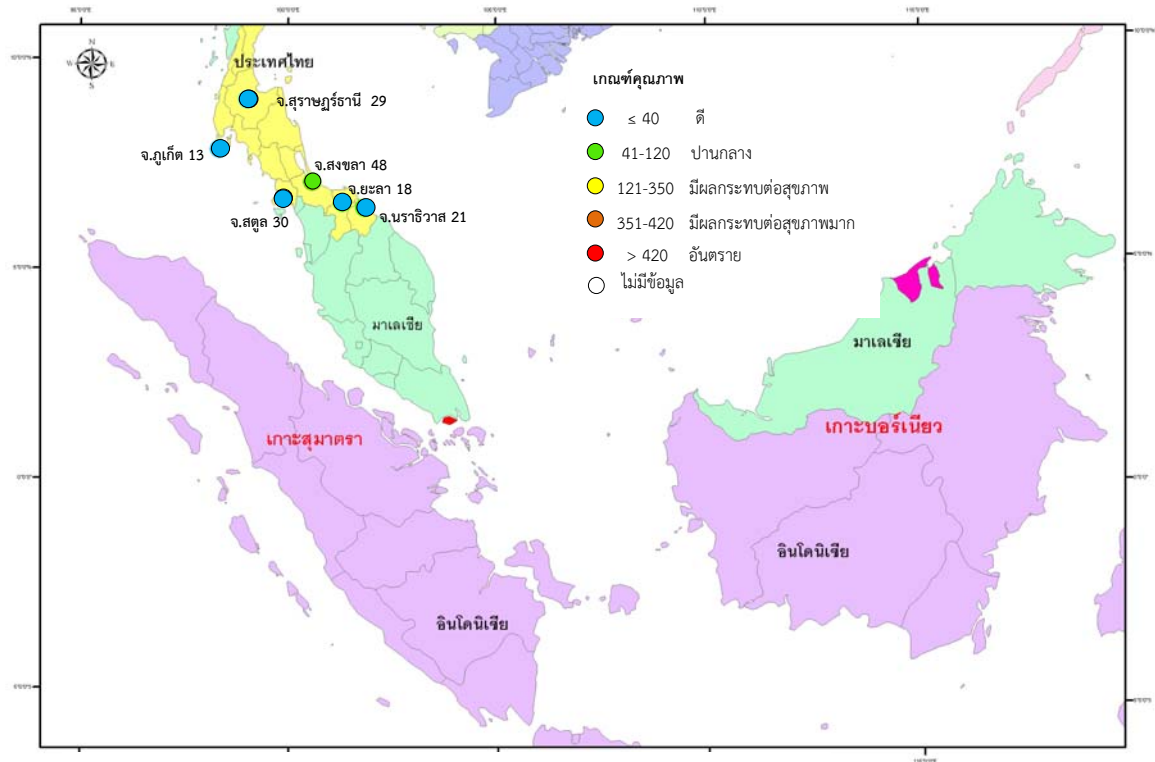 N
W
E
S
ประเทศไทย
จ.สุราษฎร์ธานี 29
จ.ภูเก็ต 13
จ.สงขลา 48
จ.ยะลา 18
จ.สตูล 30
จ.นราธิวาส 21
เกณฑ์คุณภาพ
≤ 40 ดี
41-120 ปานกลาง
121-350 มีผลกระทบต่อสุขภาพ
351-420 มีผลกระทบต่อสุขภาพมาก
> 420 อันตราย
ไม่มีข้อมูล
มาเลเซีย
มาเลเซีย
เกาะสุมาตรา
เกาะบอร์เนียว
อินโดนิเซีย
อินโดนิเซีย